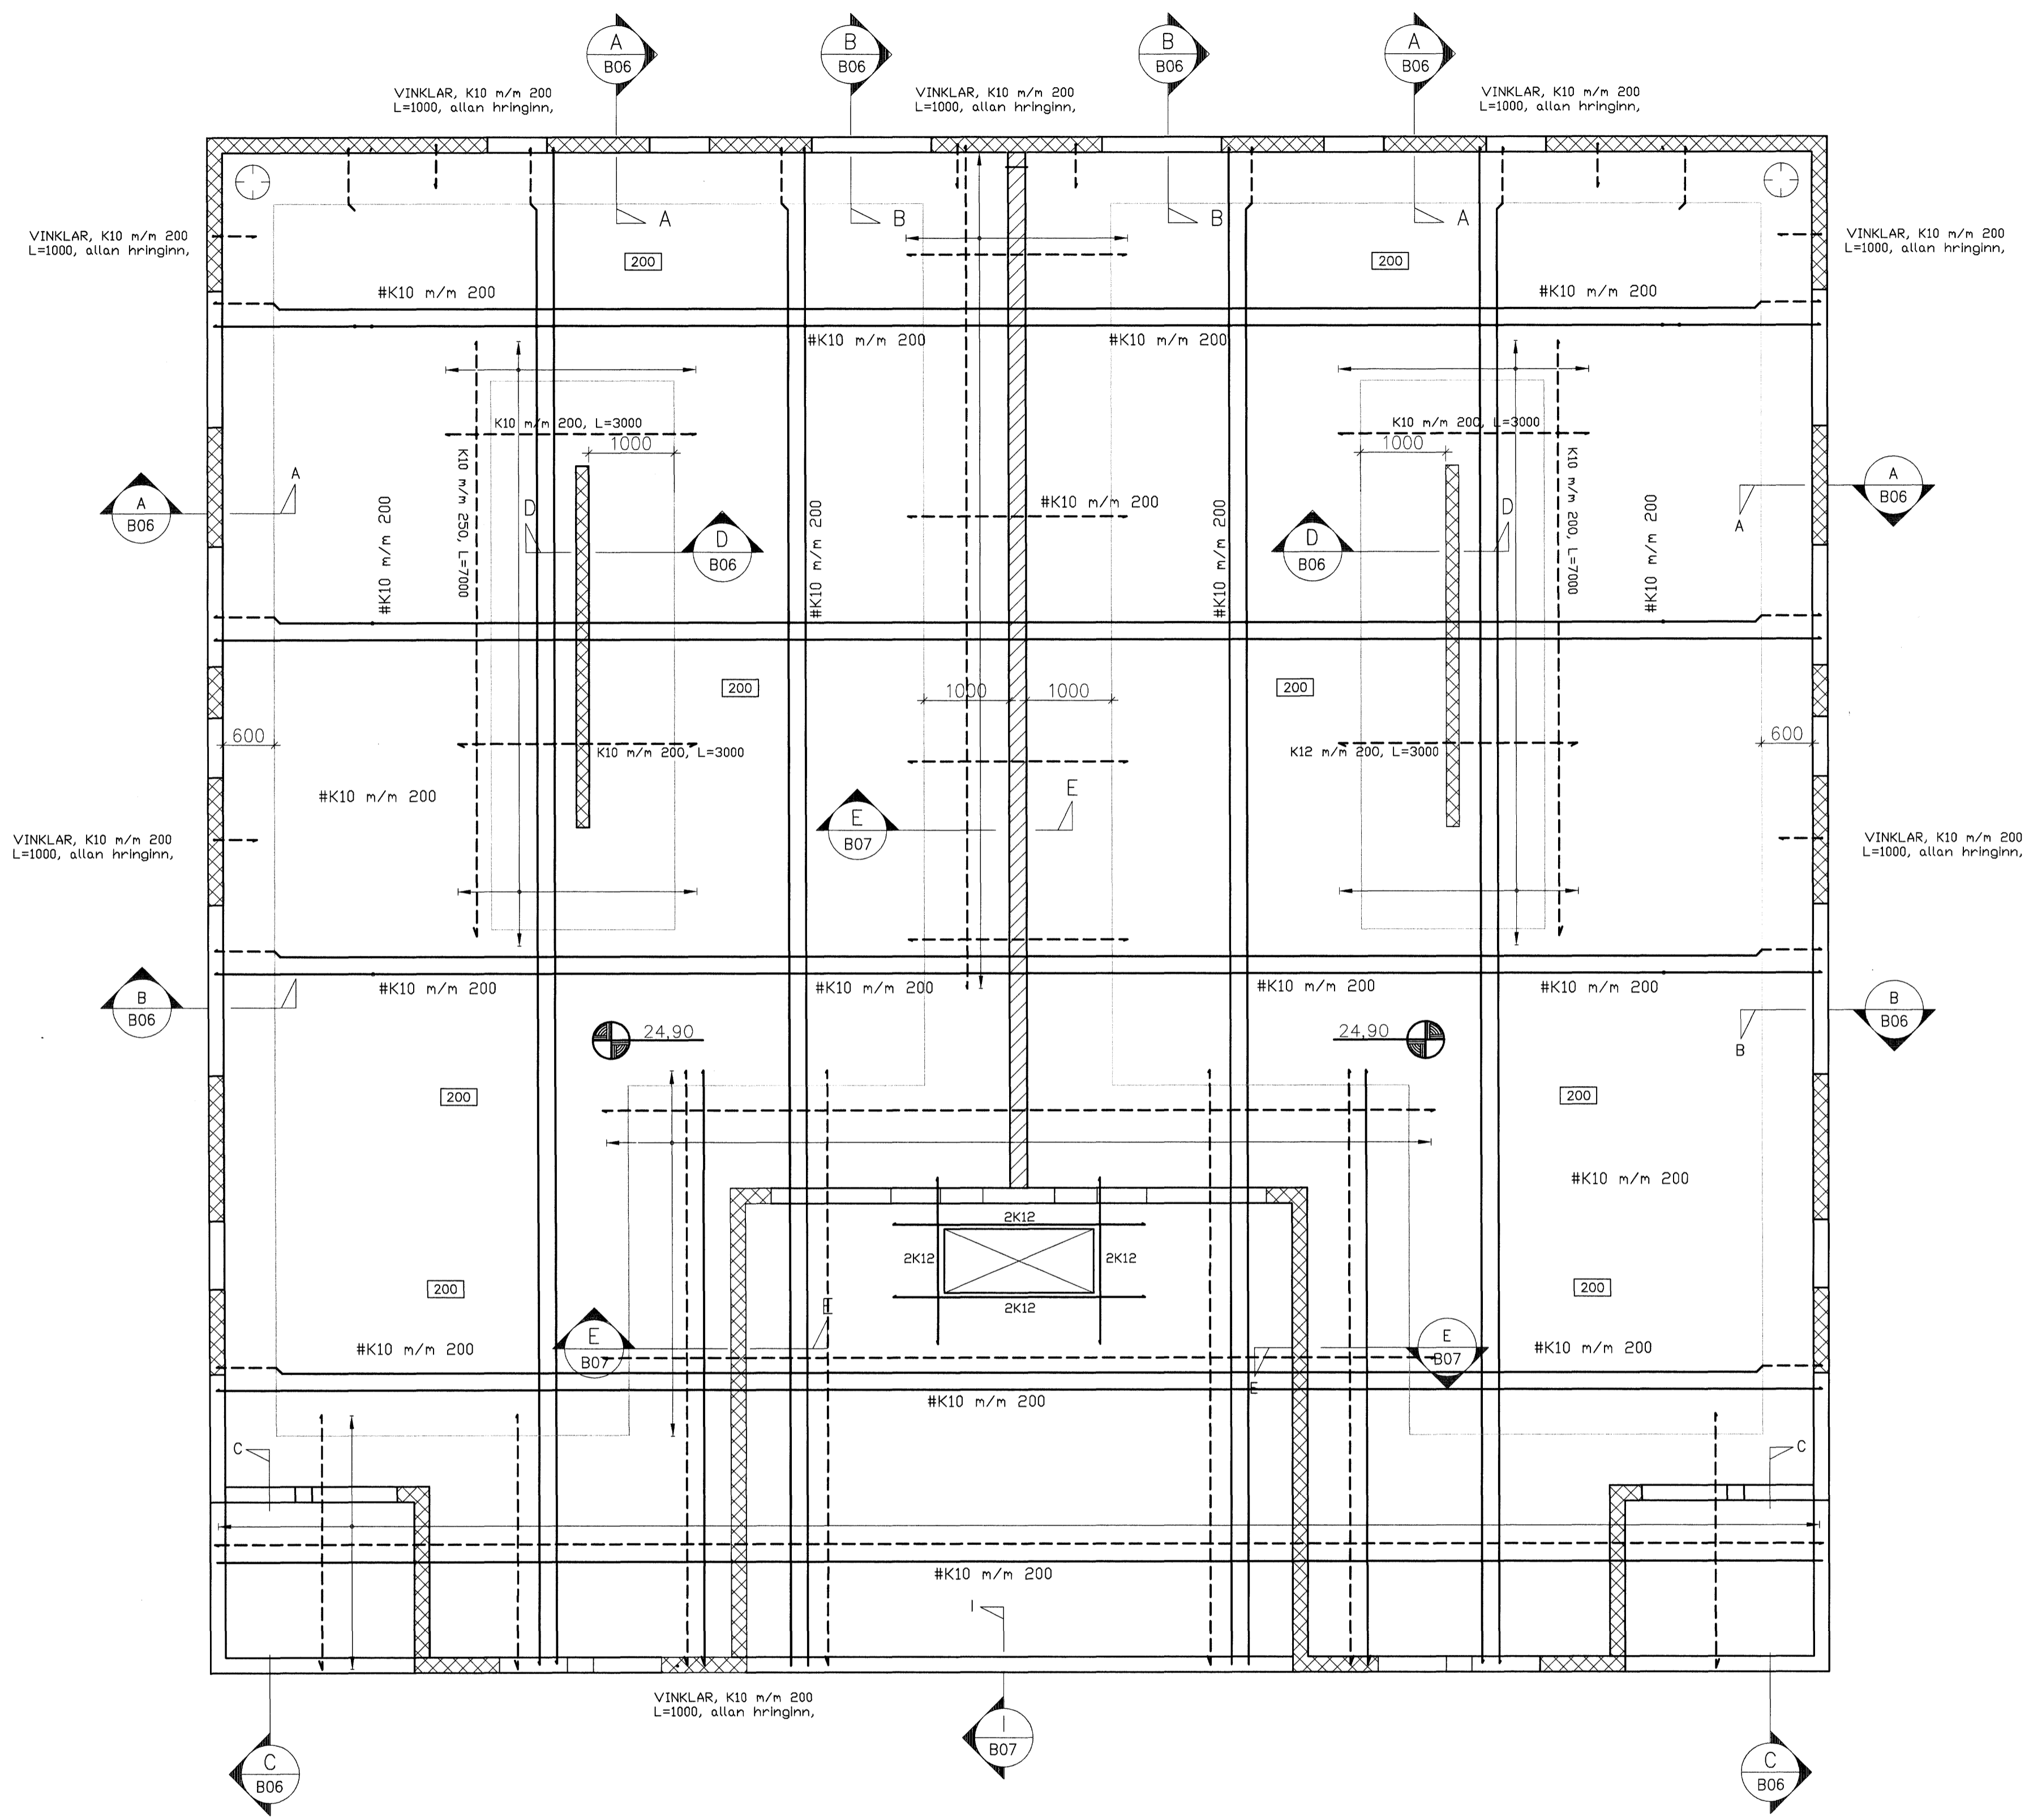 A
B06
B
B06
B
B06
A
B06
VINKLAR, K10 m/m 200
L=1000, allan hringinn,
VINKLAR, K10 m/m 200
L=1000, allan hringinn,
VINKLAR, K10 m/m 200
L=1000, allan hringinn,
A
B
B
A
VINKLAR, K10 m/m 200
L=1000, allan hringinn,
VINKLAR, K10 m/m 200
L=1000, allan hringinn,
200
200
#K10 m/m 200
#K10 m/m 200
#K10 m/m 200
#K10 m/m 200
K10 m/m 200, L=3000
K10 m/m 200, L=3000
1000
1000
K10 m/m 250, L=7000
K10 m/m 200, L=7000
A
A
B06
A
B06
A
#K10 m/m 200
#K10 m/m 200
#K10 m/m 200
#K10 m/m 200
#K10 m/m 200
D
D
B06
D
B06
D
200
200
1000
1000
600
600
K10 m/m 200, L=3000
K12 m/m 200, L=3000
#K10 m/m 200
E
E
B07
VINKLAR, K10 m/m 200
L=1000, allan hringinn,
VINKLAR, K10 m/m 200
L=1000, allan hringinn,
#K10 m/m 200
#K10 m/m 200
#K10 m/m 200
#K10 m/m 200
B
B06
B
B06
B
24,90
24,90
200
200
#K10 m/m 200
2K12
2K12
2K12
2K12
200
200
E
E
B07
E
B07
E
#K10 m/m 200
#K10 m/m 200
#K10 m/m 200
C
C
#K10 m/m 200
I
VINKLAR, K10 m/m 200
L=1000, allan hringinn,
I
B07
C
B06
C
B06